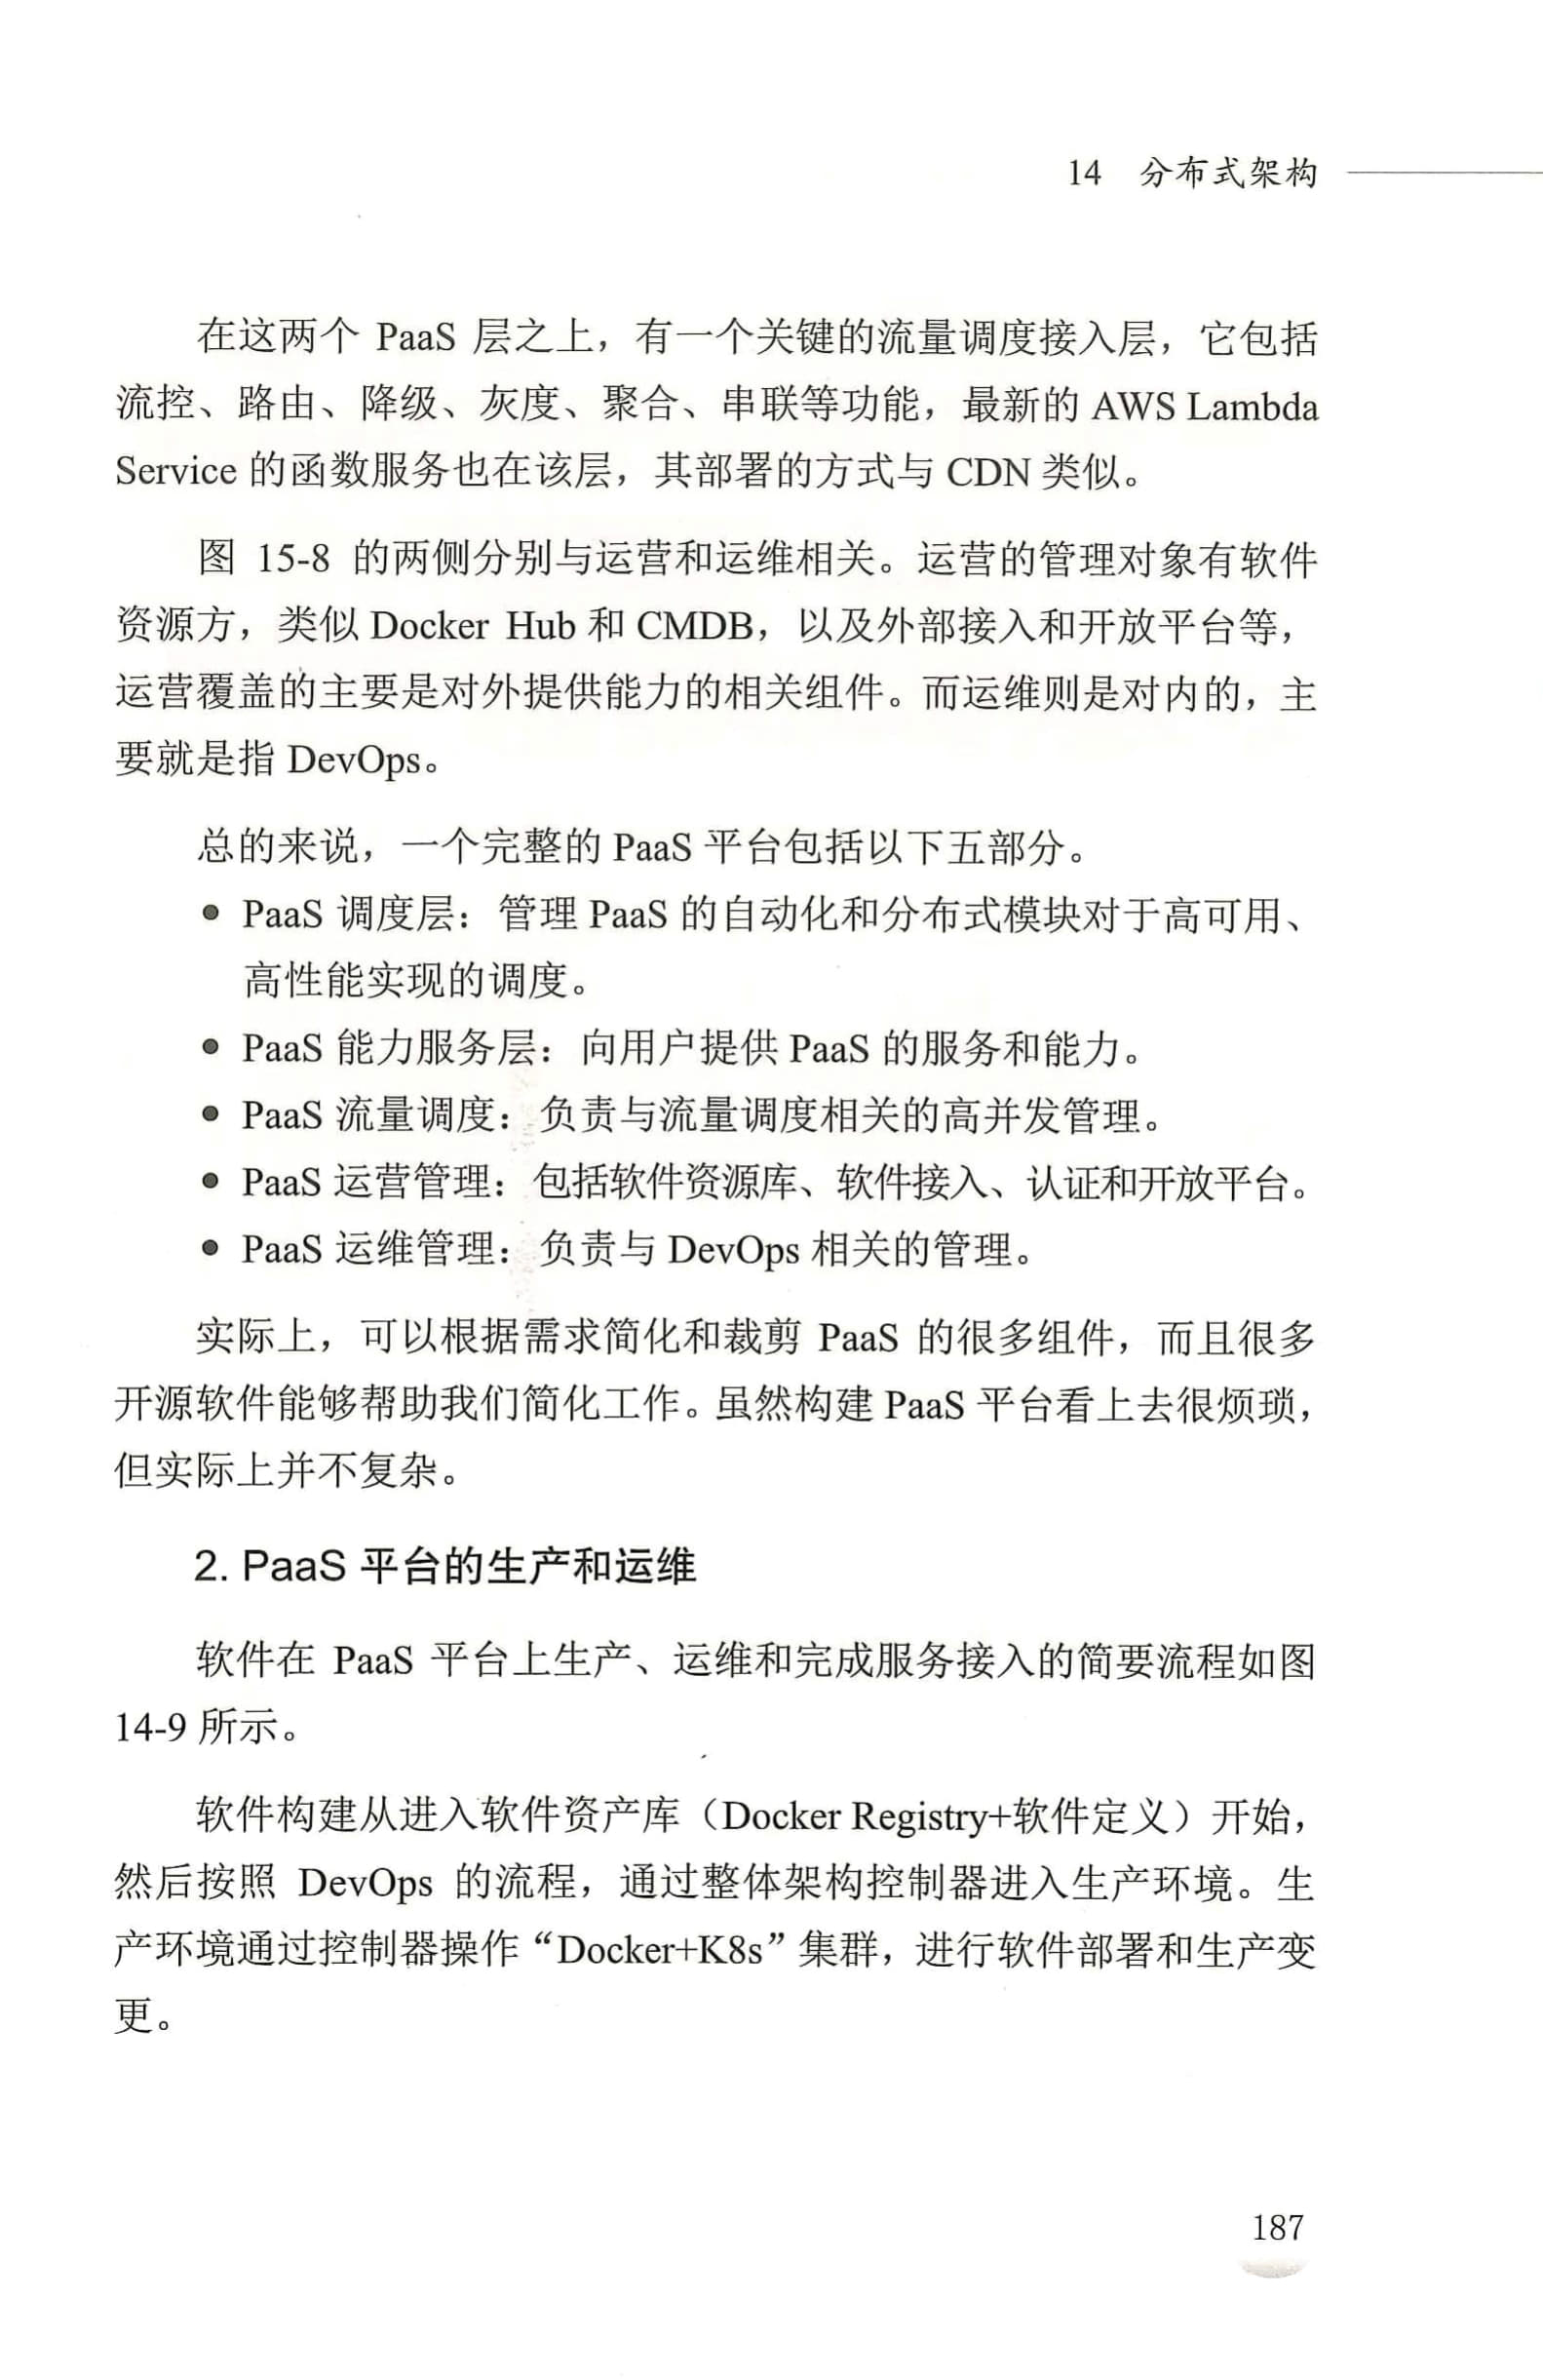 14 分布式架构
在这两个 PaaS 层之上，有一个关键的流量调度接入层，它包括
流控、路由、降级、灰度、聚合、串联等功能，最新的 AWS Lambda
Service 的函数服务也在该层，其部署的方式与 CDN 类似。
图 15-8 的两侧分别与运营和运维相关。运营的管理对象有软件
资源方，类似 Docker Hub 和 CMDB，以及外部接入和开放平台等，
运营覆盖的主要是对外提供能力的相关组件。而运维则是对内的，主
要就是指 DevOps。
总的来说，一个完整的 PaaS 平台包括以下五部分。
● PaaS 调度层：管理 PaaS 的自动化和分布式模块对于高可用、
高性能实现的调度。
● PaaS 能力服务层：向用户提供 PaaS 的服务和能力。
● PaaS 流量调度：负责与流量调度相关的高并发管理。
● PaaS 运营管理：包括软件资源库、软件接入、认证和开放平台。
● PaaS 运维管理：负责与 DevOps 相关的管理。
实际上，可以根据需求简化和裁剪 PaaS 的很多组件，而且很多
开源软件能够帮助我们简化工作。虽然构建 PaaS 平台看上去很烦琐，
但实际上并不复杂。
2. PaaS 平台的生产和运维
软件在 PaaS 平台上生产、运维和完成服务接入的简要流程如图
14-9 所示。
软件构建从进入软件资产库（Docker Registry+软件定义）开始，
然后按照 DevOps 的流程，通过整体架构控制器进入生产环境。生
产环境通过控制器操作“Docker+K8s”集群，进行软件部署和生产变
更。
187